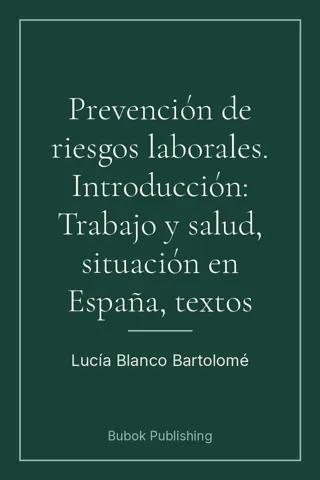 Prevención de
riesgos laborales.
Introducción:
Trabajo y salud,
situación en
España, textos
Lucía Blanco Bartolomé
Bubok Publishing